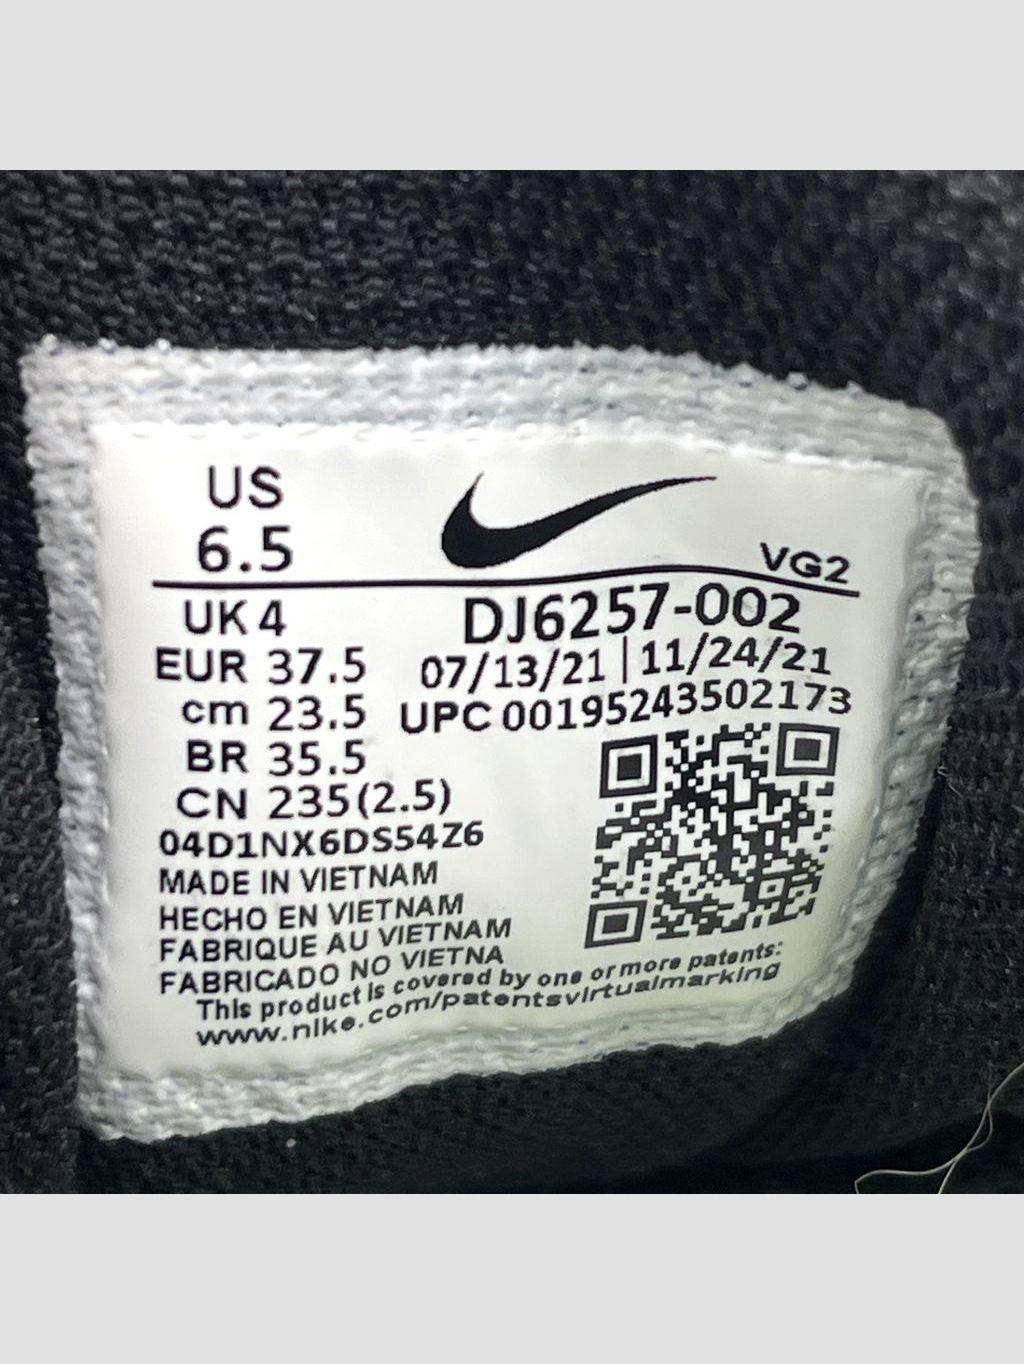 US
6.5
VG2
UK 4
DJ6257-002
EUR 37.5
07/13/21 | 11/24/21
cm 23.5
UPC 00195243502173
BR 35.5
CN 235(2.5)
04D1NX6DS54Z6
MADE IN VIETNAM
HECHO EN VIETNAM
FABRIQUE AU VIETNAM
FABRICADO NO VIETNA
This product is covered by one or more patents:
www.nike.com/patentsvirtualmarking